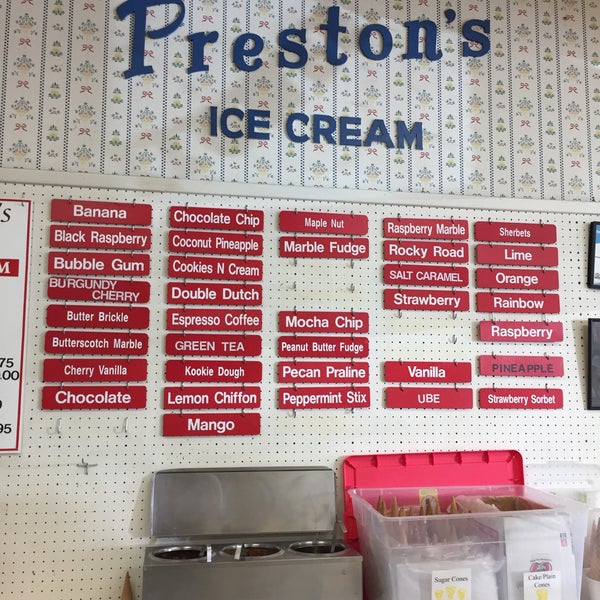 Preston's
ICE CREAM
Banana
Black Raspberry
Bubble Gum
BURGUNDY
CHERRY
Butter Brickle
Butterscotch Marble
Cherry Vanilla
Chocolate
Chocolate Chip
Coconut Pineapple
Cookies N Cream
Double Dutch
Espresso Coffee
GREEN TEA
Kookie Dough
Lemon Chiffon
Mango
Maple Nut
Marble Fudge
Mocha Chip
Peanut Butter Fudge
Pecan Praline
Peppermint Stix
Raspberry Marble
Rocky Road
SALT CARAMEL
Strawberry
Vanilla
UBE
Sherbets
Lime
Orange
Rainbow
Raspberry
PINEAPPLE
Strawberry Sorbet
Sugar Cones
Cake/Plain
Cones